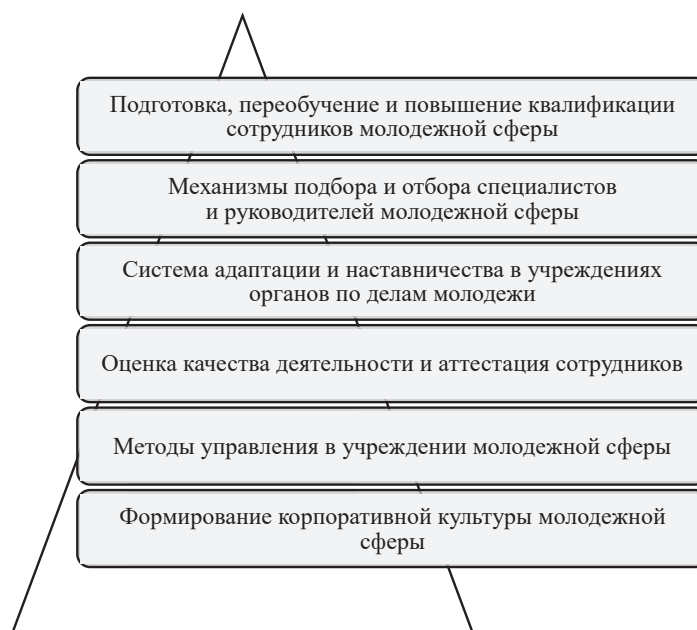 Подготовка, переобучение и повышение квалификации
сотрудников молодежной сферы
Механизмы подбора и отбора специалистов
и руководителей молодежной сферы
Система адаптации и наставничества в учреждениях
органов по делам молодежи
Оценка качества деятельности и аттестация сотрудников
Методы управления в учреждении молодежной сферы
Формирование корпоративной культуры молодежной
сферы